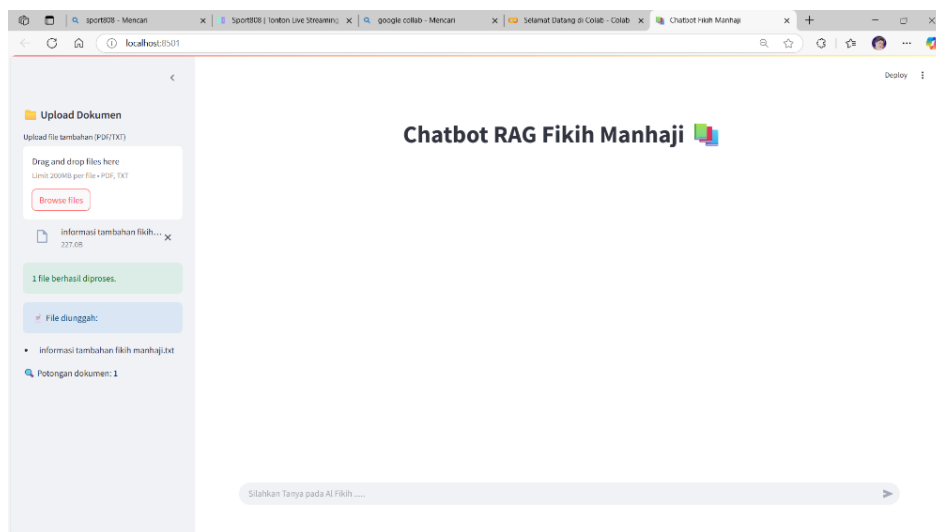 sport808 - Mencari
Sport808 | Tonton Live Streaming
google collab - Mencari
Selamat Datang di Colab - Colab
Chatbot Fikih Manhaji
localhost:8501
Deploy
Upload Dokumen
Upload file tambahan (PDF/TXT)
Chatbot RAG Fikih Manhaji
Drag and drop files here
Limit 200MB per file • PDF, TXT
Browse files
informasi tambahan fikih...
227.0B
1 file berhasil diproses.
File diunggah:
• informasi tambahan fikih manhaji.txt
Potongan dokumen: 1
Silahkan Tanya pada Al Fikih .....